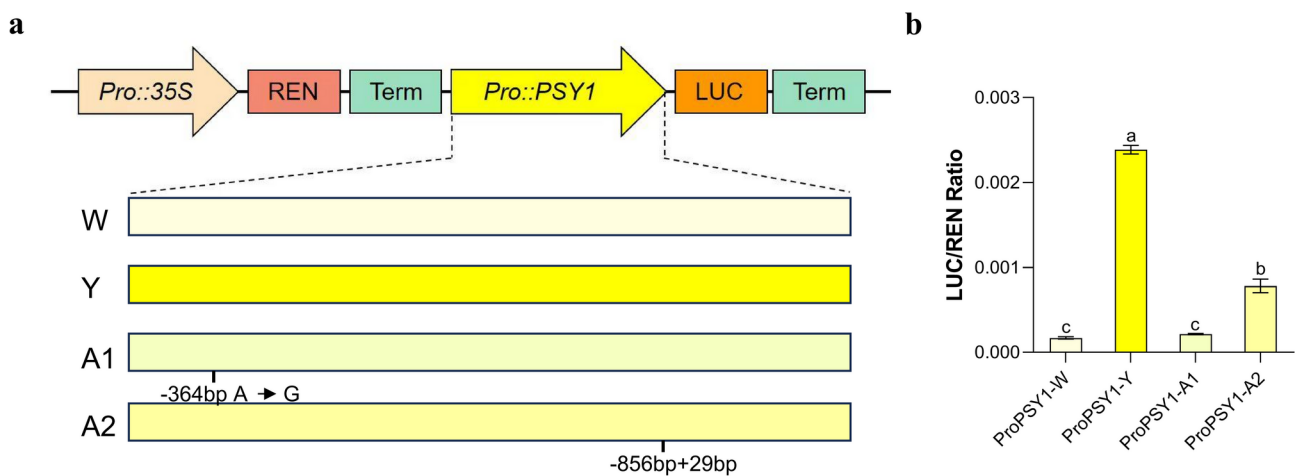 a
Pro::35S REN Term Pro::PSY1 LUC Term
W
Y
A1
-364bp A → G
A2
-856bp+29bp
b
LUC/REN Ratio
0.003
0.002
0.001
0.000
c
a
c
b
ProPSY1-W
ProPSY1-Y
ProPSY1-A1
ProPSY1-A2